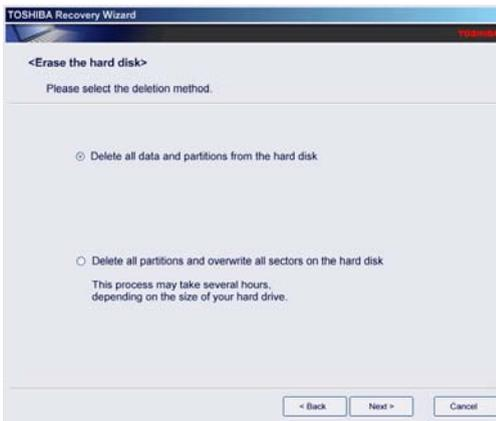 TOSHIBA Recovery Wizard
TOSHIBA
<Erase the hard disk>
Please select the deletion method.
Delete all data and partitions from the hard disk
Delete all partitions and overwrite all sectors on the hard disk
This process may take several hours,
depending on the size of your hard drive.
< Back
Next >
Cancel